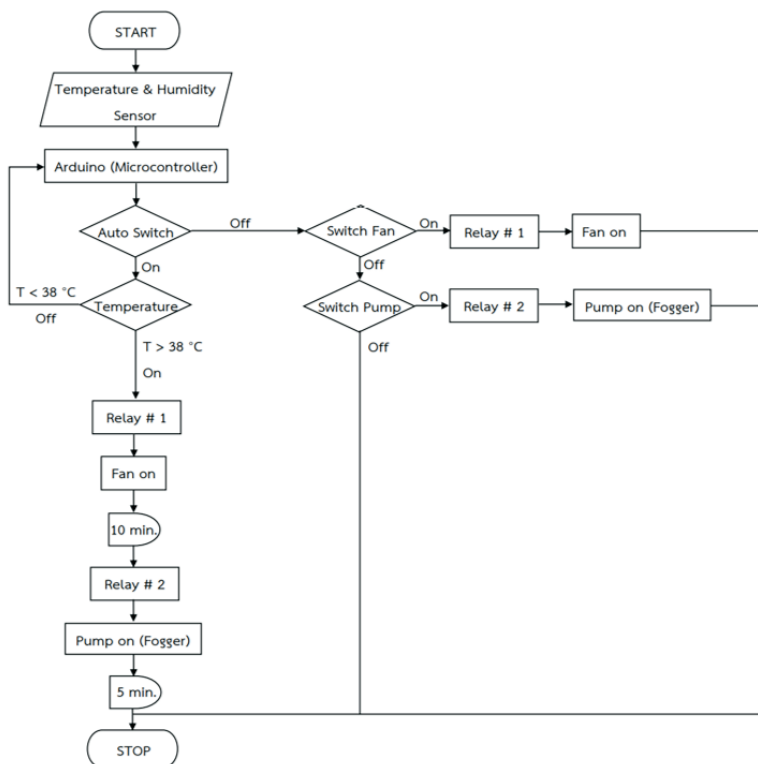 START
Temperature & Humidity
Sensor
Arduino (Microcontroller)
Auto Switch
Off
Switch Fan
On
Relay # 1
Fan on
On
Off
T < 38 °C
Off
Temperature
Switch Pump
On
Relay # 2
Pump on (Fogger)
T > 38 °C
On
Off
Relay # 1
Fan on
10 min.
Relay # 2
Pump on (Fogger)
5 min.
STOP